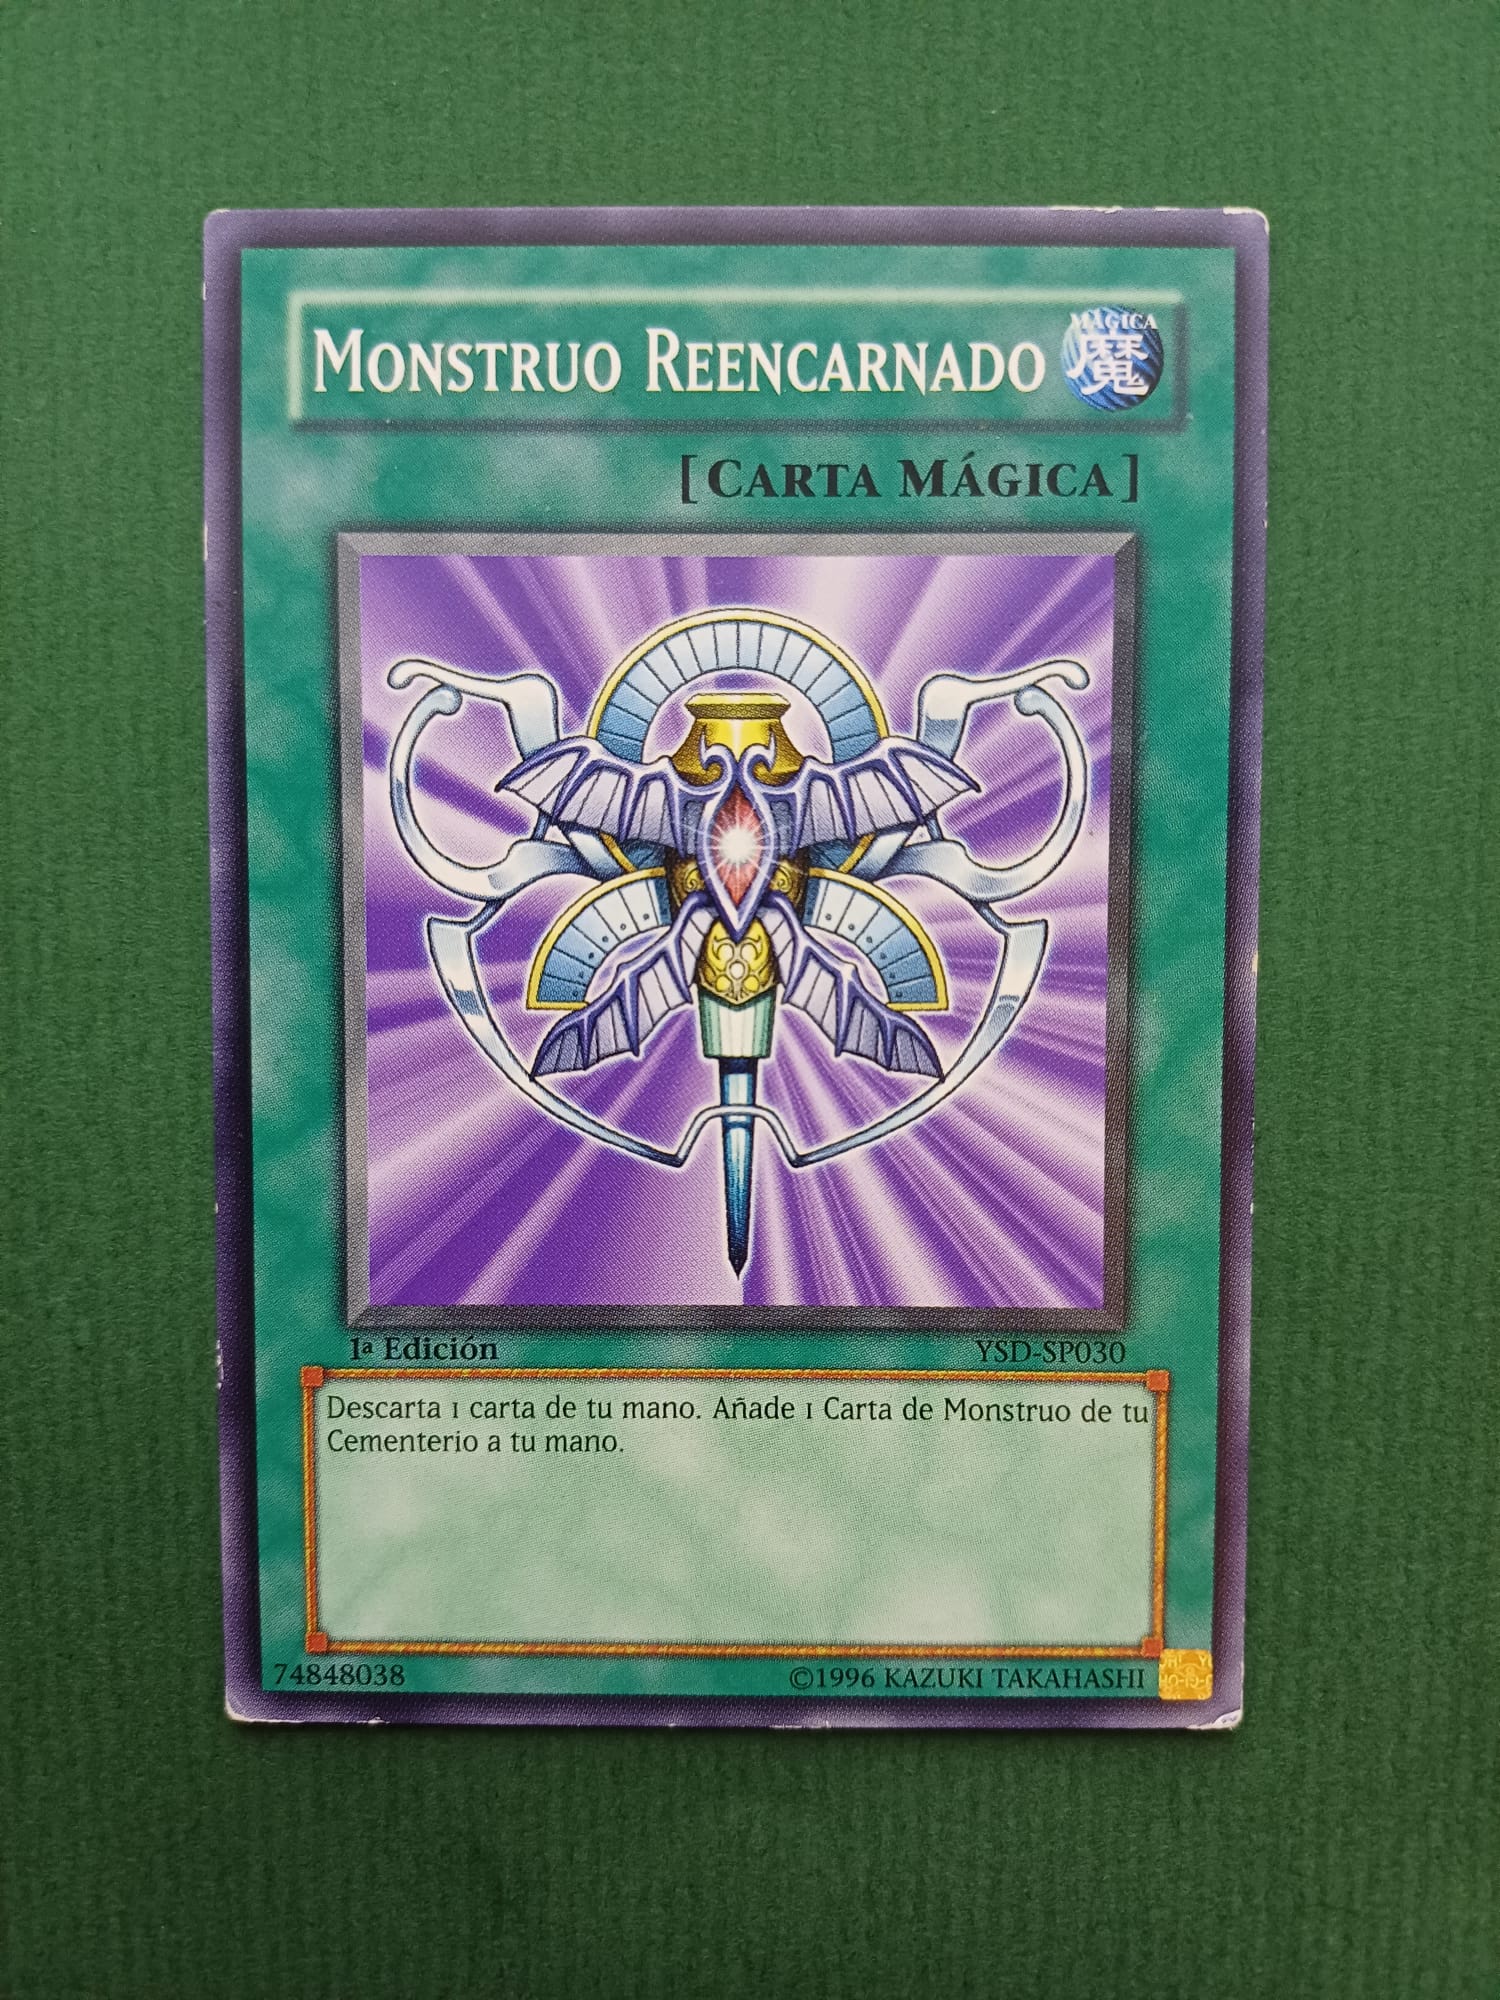 MONSTRUO REENCARNADO
MÁGICA
魔
[CARTA MÁGICA]
1ª Edición
YSD-SP030
Descarta 1 carta de tu mano. Añade 1 Carta de Monstruo de tu
Cementerio a tu mano.
74848038
©1996 KAZUKI TAKAHASHI